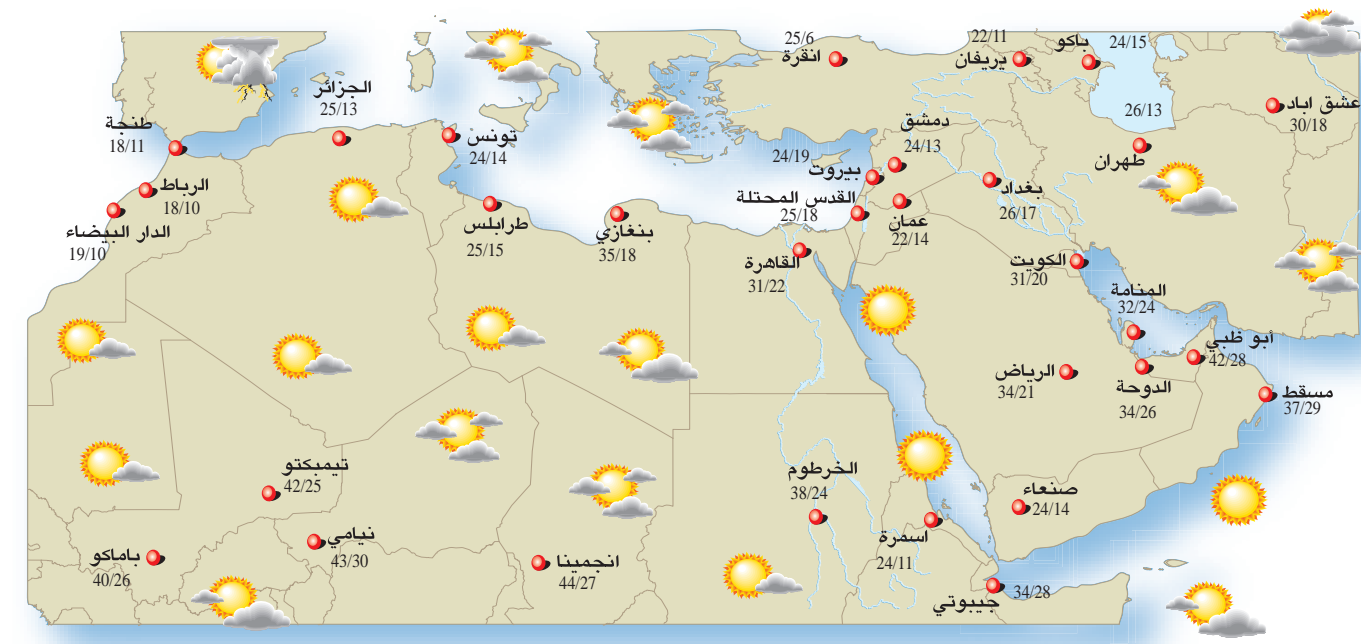 25/6
انقرة
22/11
يريفان
باكو
24/15
عشق اباد
30/18
26/13
طهران
الجزائر
25/13
طنجة
18/11
تونس
24/14
دمشق
24/13
24/19
بيروت
القدس المحتلة
25/18
عمان
22/14
بغداد
26/17
الرباط
18/10
الدار البيضاء
19/10
طرابلس
25/15
بنغازي
35/18
القاهرة
31/22
الكويت
31/20
المنامة
32/24
أبو ظبي
42/28
الرياض
34/21
الدوحة
34/26
مسقط
37/29
تيمبكتو
42/25
الخرطوم
38/24
صنعاء
24/14
اسمرة
24/11
نيامي
43/30
باماكو
40/26
انجمينا
44/27
جيبوتي
34/28